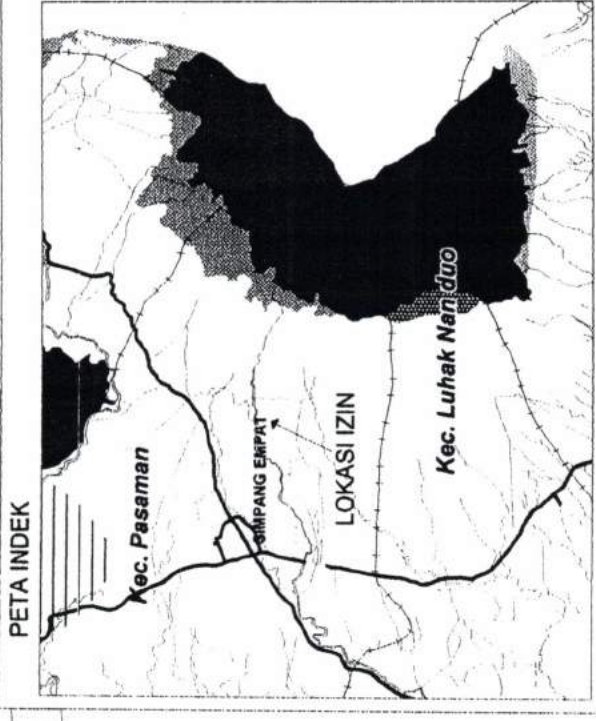 PETA INDEK
Kec. Pasaman
SIMPANG EMPAT
LOKASI IZIN
Kec. Luhak Nan duo